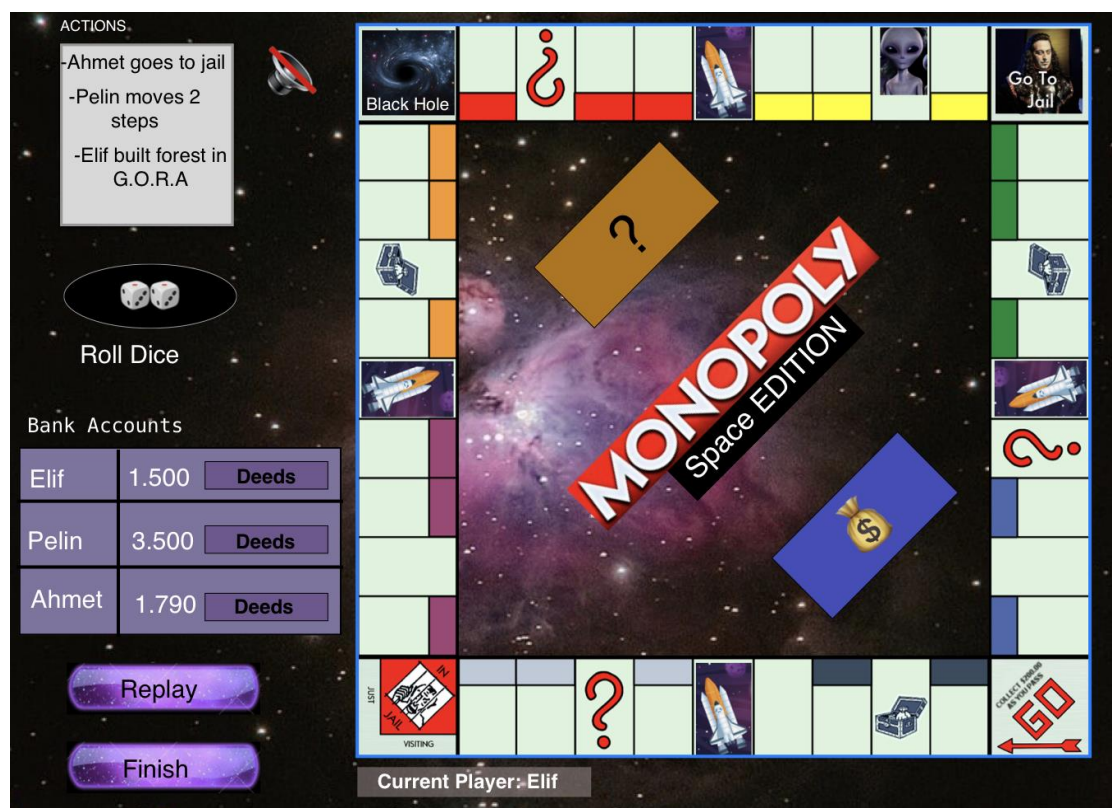 ACTIONS
-Ahmet goes to jail
-Pelin moves 2
steps
-Elif built forest in
G.O.R.A
Roll Dice
Bank Accounts
Elif 1.500 Deeds
Pelin 3.500 Deeds
Ahmet 1.790 Deeds
Replay
Finish
Black Hole
?
Go To
Jail
?
MONOPOLY
Space EDITION
$
?
IN
JAIL
JUST
VISITING
?
COLLECT $200.00
AS YOU PASS
GO
Current Player: Elif